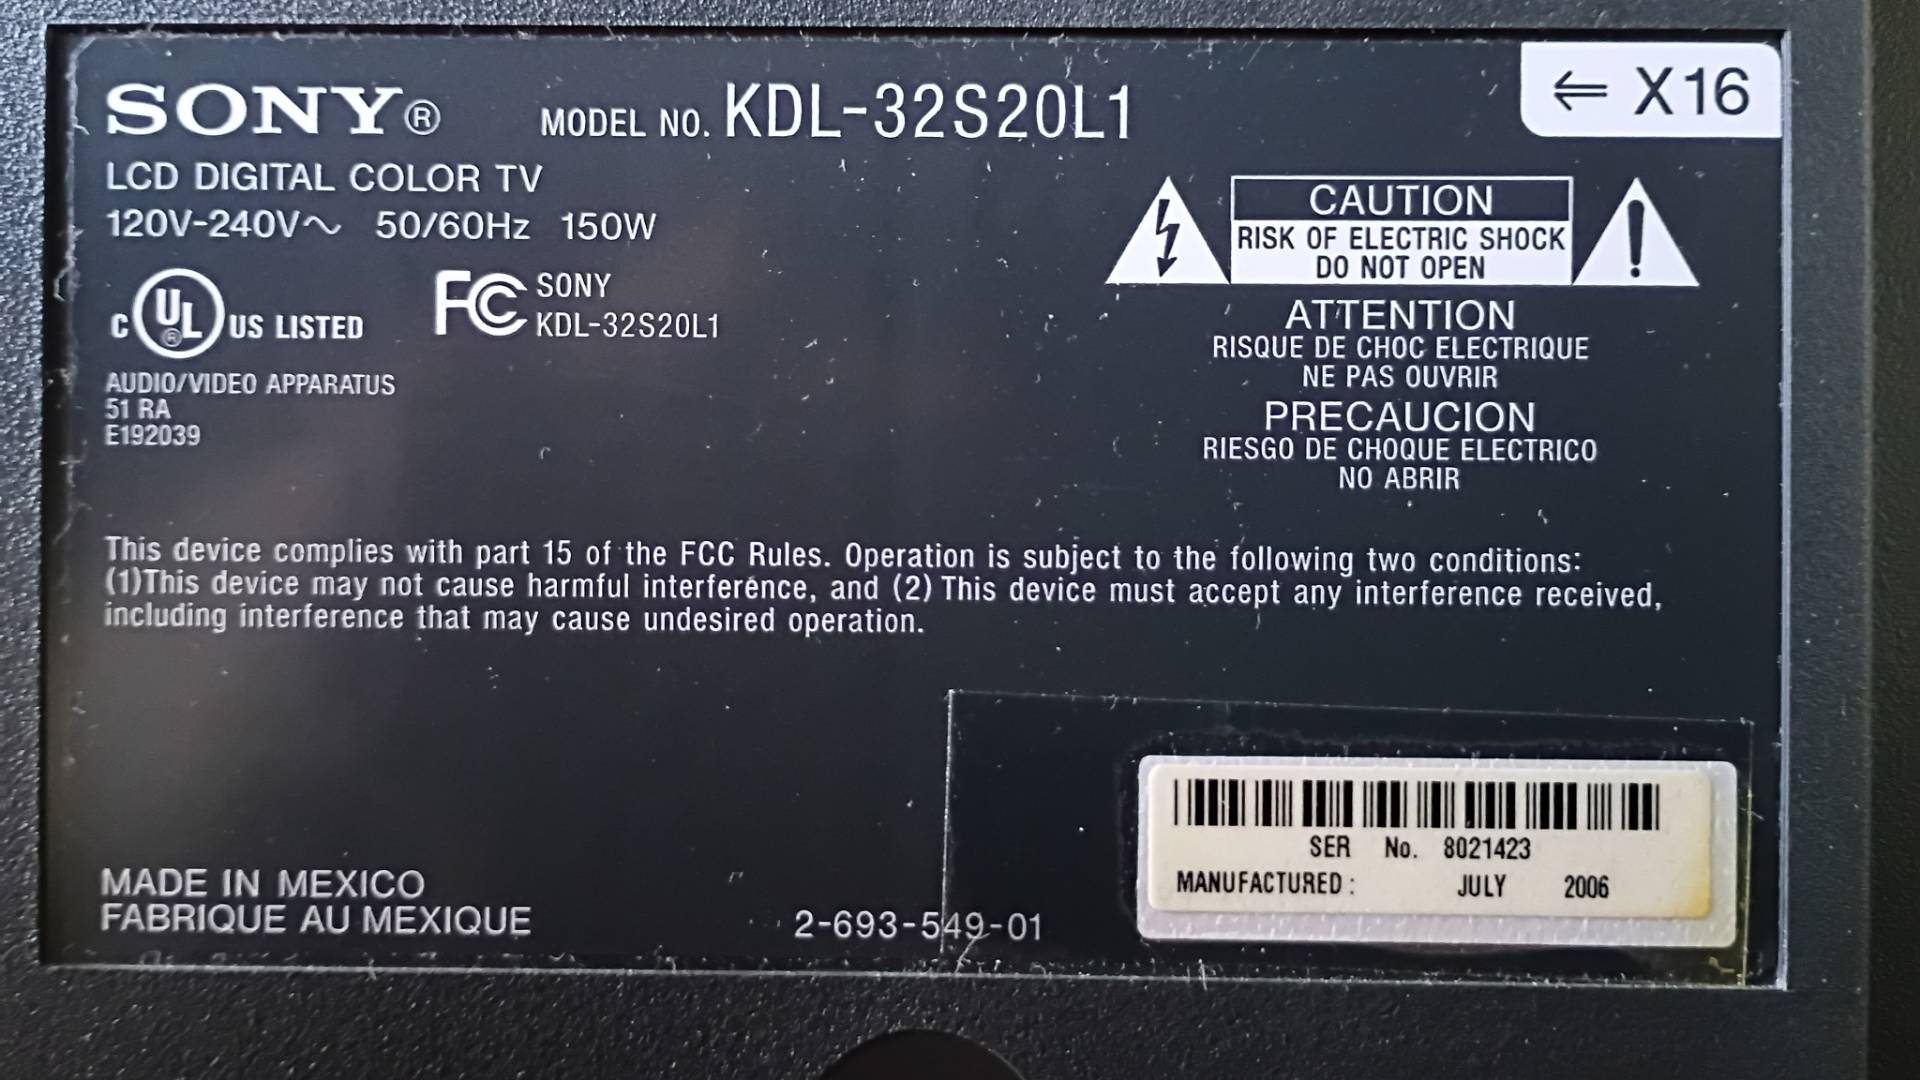 SONY® MODEL NO. KDL-32S20L1
⇐ X16
LCD DIGITAL COLOR TV
120V-240V~ 50/60Hz 150W
C UL® US LISTED
FC SONY
KDL-32S20L1
AUDIO/VIDEO APPARATUS
51 RA
E192039
CAUTION
RISK OF ELECTRIC SHOCK
DO NOT OPEN
ATTENTION
RISQUE DE CHOC ELECTRIQUE
NE PAS OUVRIR
PRECAUCION
RIESGO DE CHOQUE ELECTRICO
NO ABRIR
This device complies with part 15 of the FCC Rules. Operation is subject to the following two conditions:
(1)This device may not cause harmful interference, and (2) This device must accept any interference received,
including interference that may cause undesired operation.
MADE IN MEXICO
FABRIQUE AU MEXIQUE
2-693-549-01
SER No. 8021423
MANUFACTURED: JULY 2006